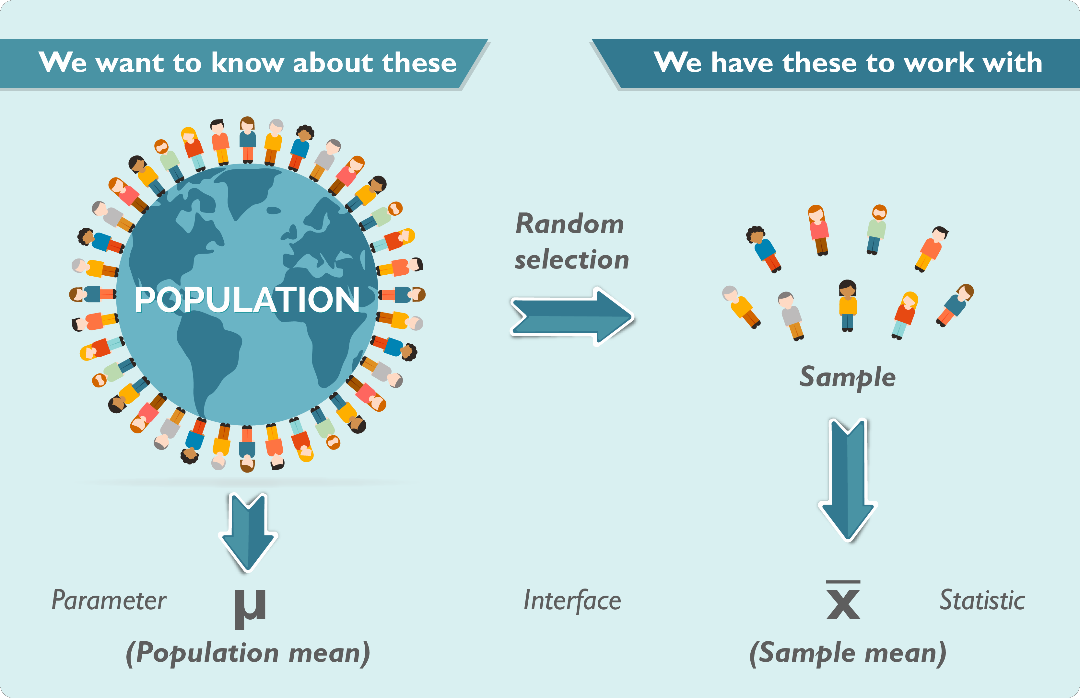 We want to know about these
We have these to work with
POPULATION
Random
selection
Sample
Parameter
μ
(Population mean)
Interface
x̄
Statistic
(Sample mean)